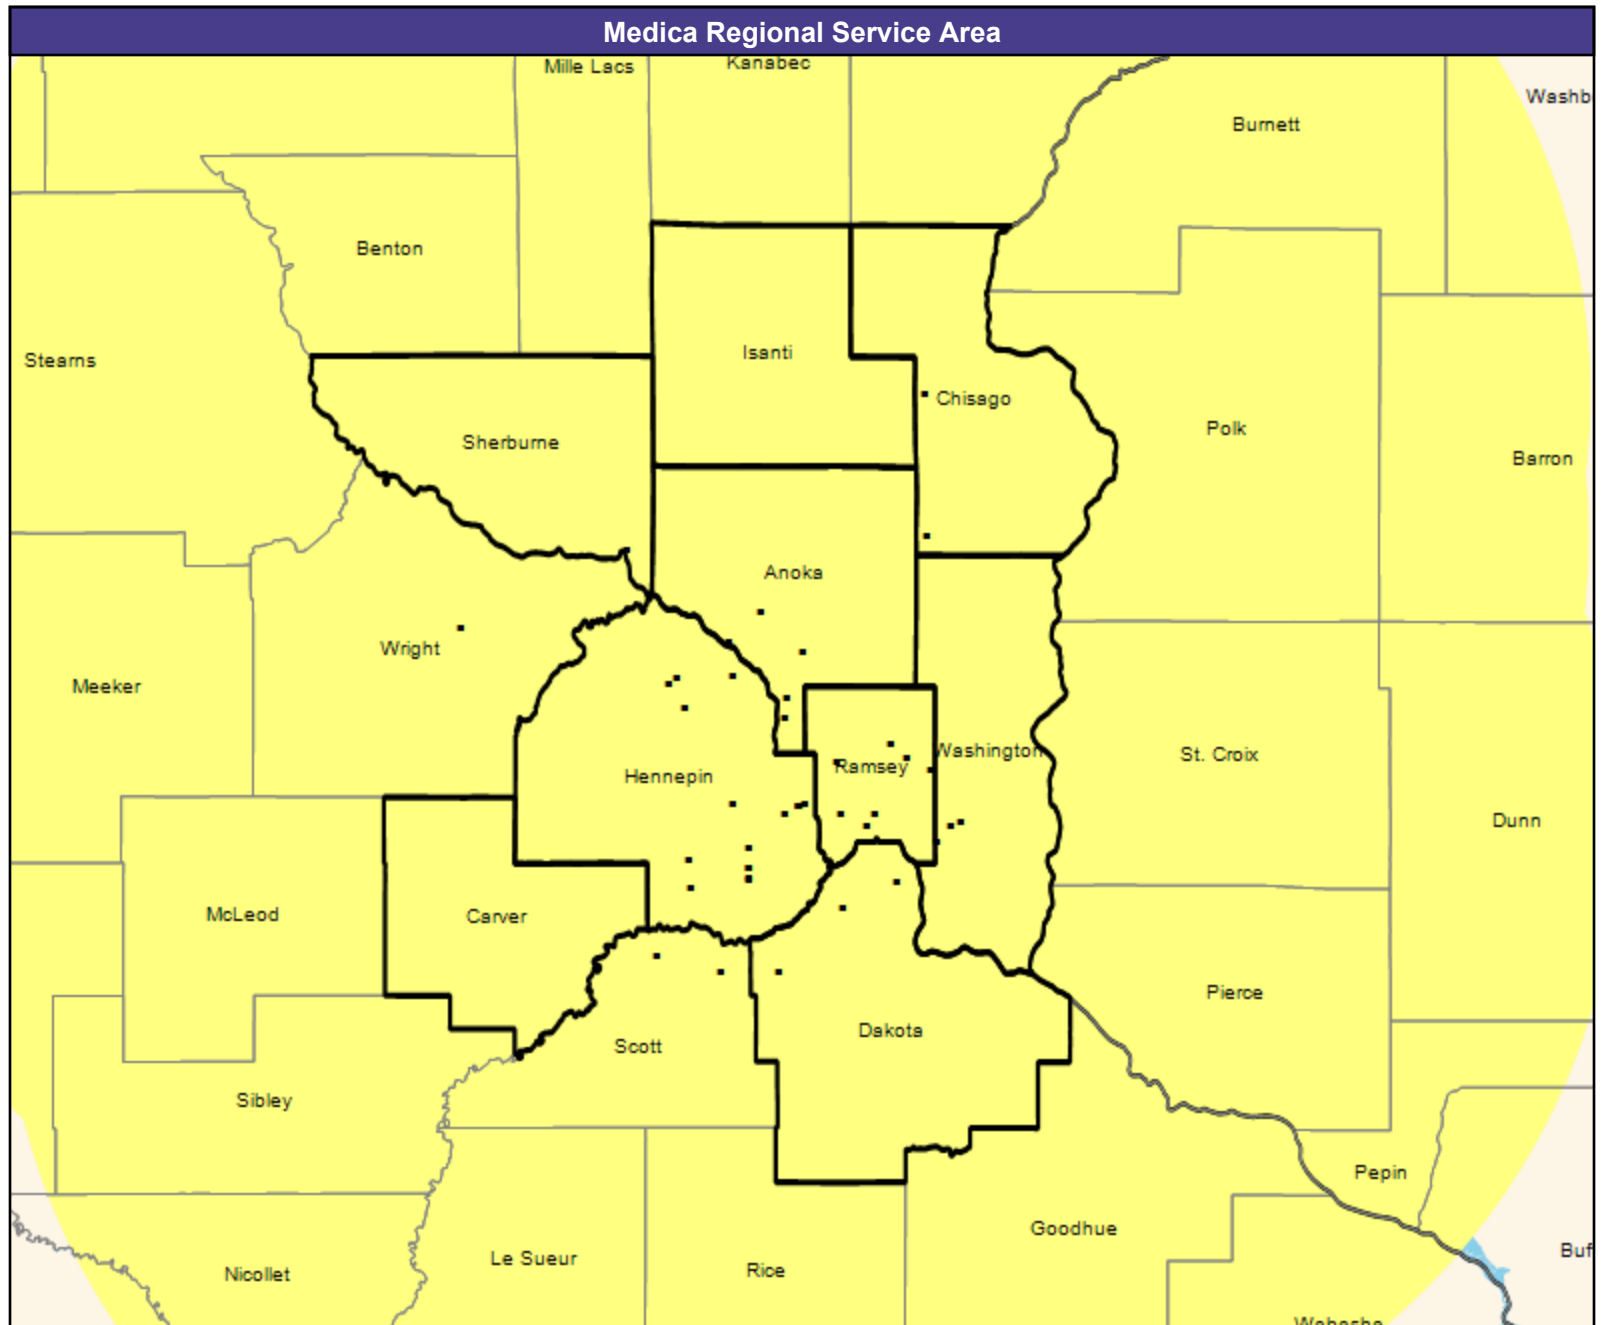 Medica Regional Service Area
Mille Lacs
Kanabec
Washb
Burnett
Benton
Isanti
Stearns
Chisago
Sherburne
Polk
Barron
Anoka
Wright
Meeker
Washington
St. Croix
Ramsey
Hennepin
Dunn
McLeod
Carver
Pierce
Dakota
Scott
Sibley
Pepin
Goodhue
Buf
Le Sueur
Rice
Nicollet